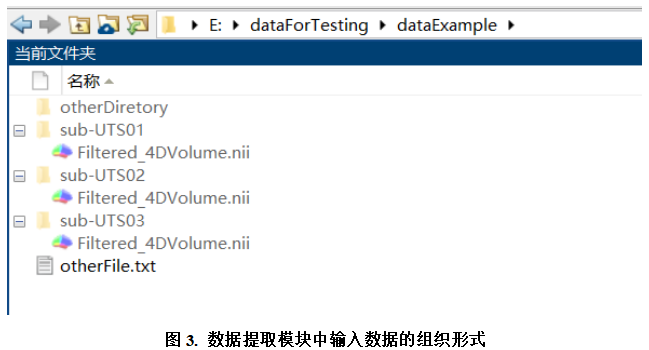 E: dataForTesting dataExample
当前文件夹
名称
otherDiretory
sub-UTS01
Filtered_4DVolume.nii
sub-UTS02
Filtered_4DVolume.nii
sub-UTS03
Filtered_4DVolume.nii
otherFile.txt
图 3. 数据提取模块中输入数据的组织形式